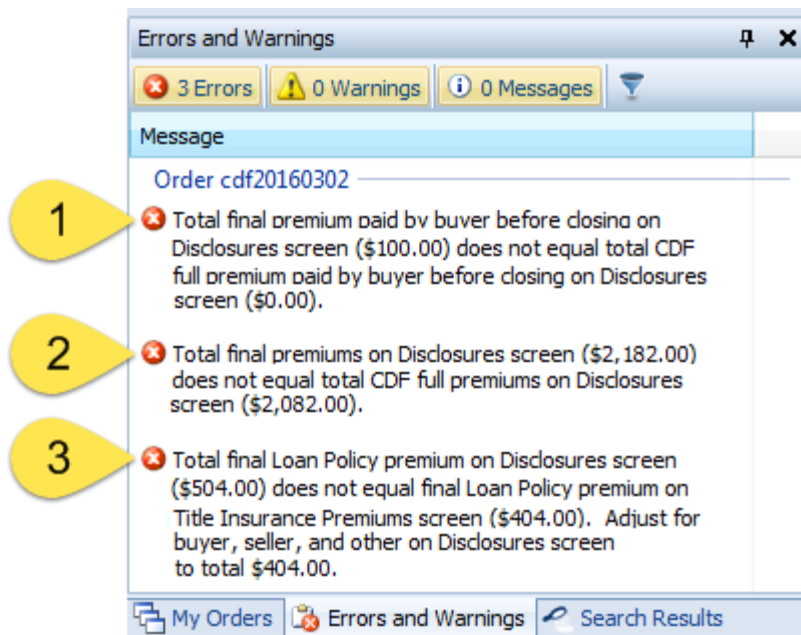 Errors and Warnings
3 Errors 0 Warnings 0 Messages
Message
Order cdf20160302
1
Total final premium paid by buyer before closing on
Disclosures screen ($100.00) does not equal total CDF
full premium paid by buyer before closing on Disclosures
screen ($0.00).
2
Total final premiums on Disclosures screen ($2,182.00)
does not equal total CDF full premiums on Disclosures
screen ($2,082.00).
3
Total final Loan Policy premium on Disclosures screen
($504.00) does not equal final Loan Policy premium on
Title Insurance Premiums screen ($404.00). Adjust for
buyer, seller, and other on Disclosures screen
to total $404.00.
My Orders Errors and Warnings Search Results